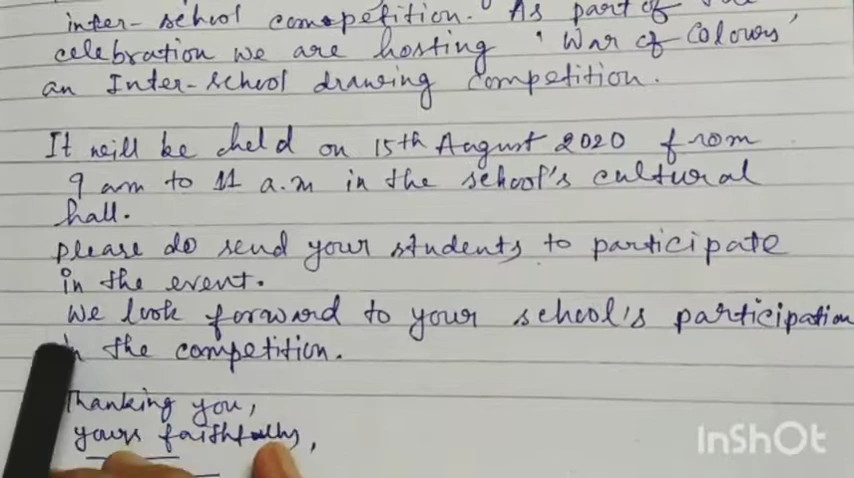 inter-school competition. As part of
celebration we are hosting 'War of Colours'
an Inter-school drawing competition.
It will be held on 15th August 2020 from
9 am to 11 a.m in the school's cultural
hall.
please do send your students to participate
in the event.
We look forward to your school's participation
in the competition.
Thanking you,
yours faithfully,
InShOt